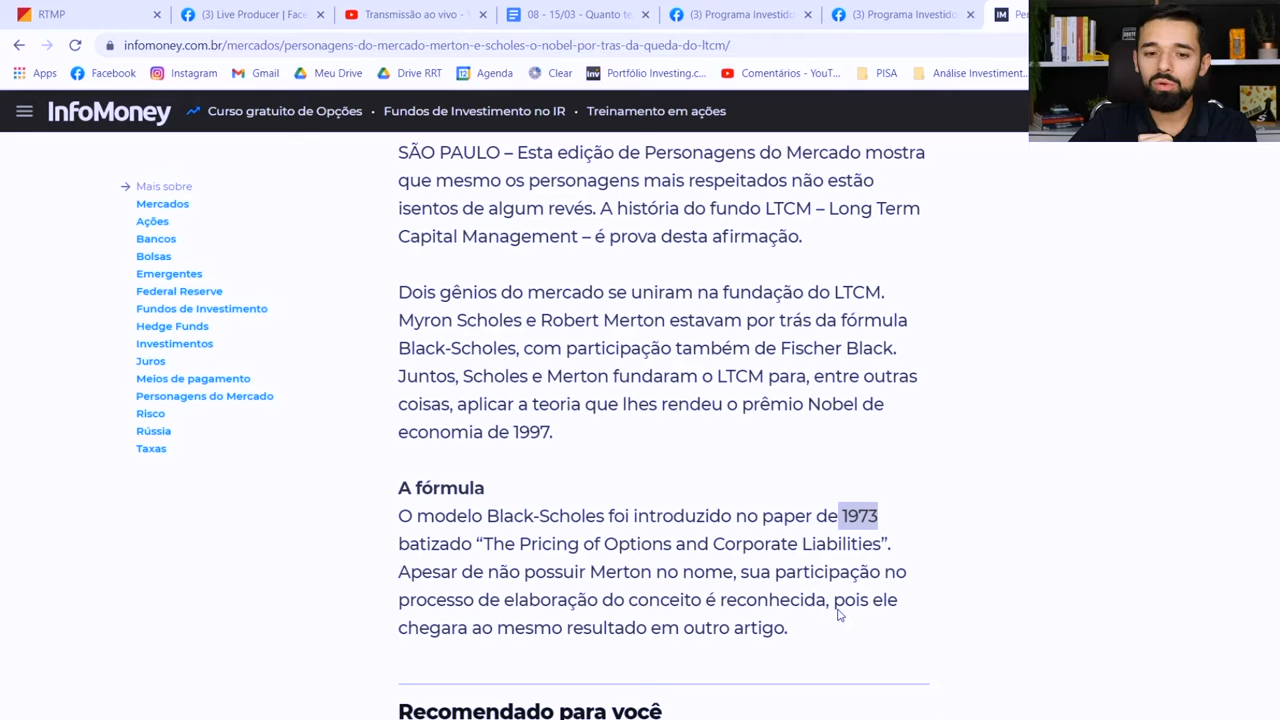 RTMP
(3) Live Producer | Face
Transmissão ao vivo - Y
08 - 15/03 - Quanto te
(3) Programa Investido
(3) Programa Investido
Pe
infomoney.com.br/mercados/personagens-do-mercado-merton-e-scholes-o-nobel-por-tras-da-queda-do-ltcm/
Apps
Facebook
Instagram
Gmail
Meu Drive
Drive RRT
Agenda
Clear
Portfólio Investing.c...
Comentários - YouT...
PISA
Análise Investiment...
InfoMoney
Curso gratuito de Opções • Fundos de Investimento no IR • Treinamento em ações
Mais sobre
Mercados
Ações
Bancos
Bolsas
Emergentes
Federal Reserve
Fundos de Investimento
Hedge Funds
Investimentos
Juros
Meios de pagamento
Personagens do Mercado
Risco
Rússia
Taxas
SÃO PAULO – Esta edição de Personagens do Mercado mostra
que mesmo os personagens mais respeitados não estão
isentos de algum revés. A história do fundo LTCM – Long Term
Capital Management – é prova desta afirmação.
Dois gênios do mercado se uniram na fundação do LTCM.
Myron Scholes e Robert Merton estavam por trás da fórmula
Black-Scholes, com participação também de Fischer Black.
Juntos, Scholes e Merton fundaram o LTCM para, entre outras
coisas, aplicar a teoria que lhes rendeu o prêmio Nobel de
economia de 1997.
A fórmula
O modelo Black-Scholes foi introduzido no paper de 1973
batizado “The Pricing of Options and Corporate Liabilities”.
Apesar de não possuir Merton no nome, sua participação no
processo de elaboração do conceito é reconhecida, pois ele
chegara ao mesmo resultado em outro artigo.
Recomendado para você